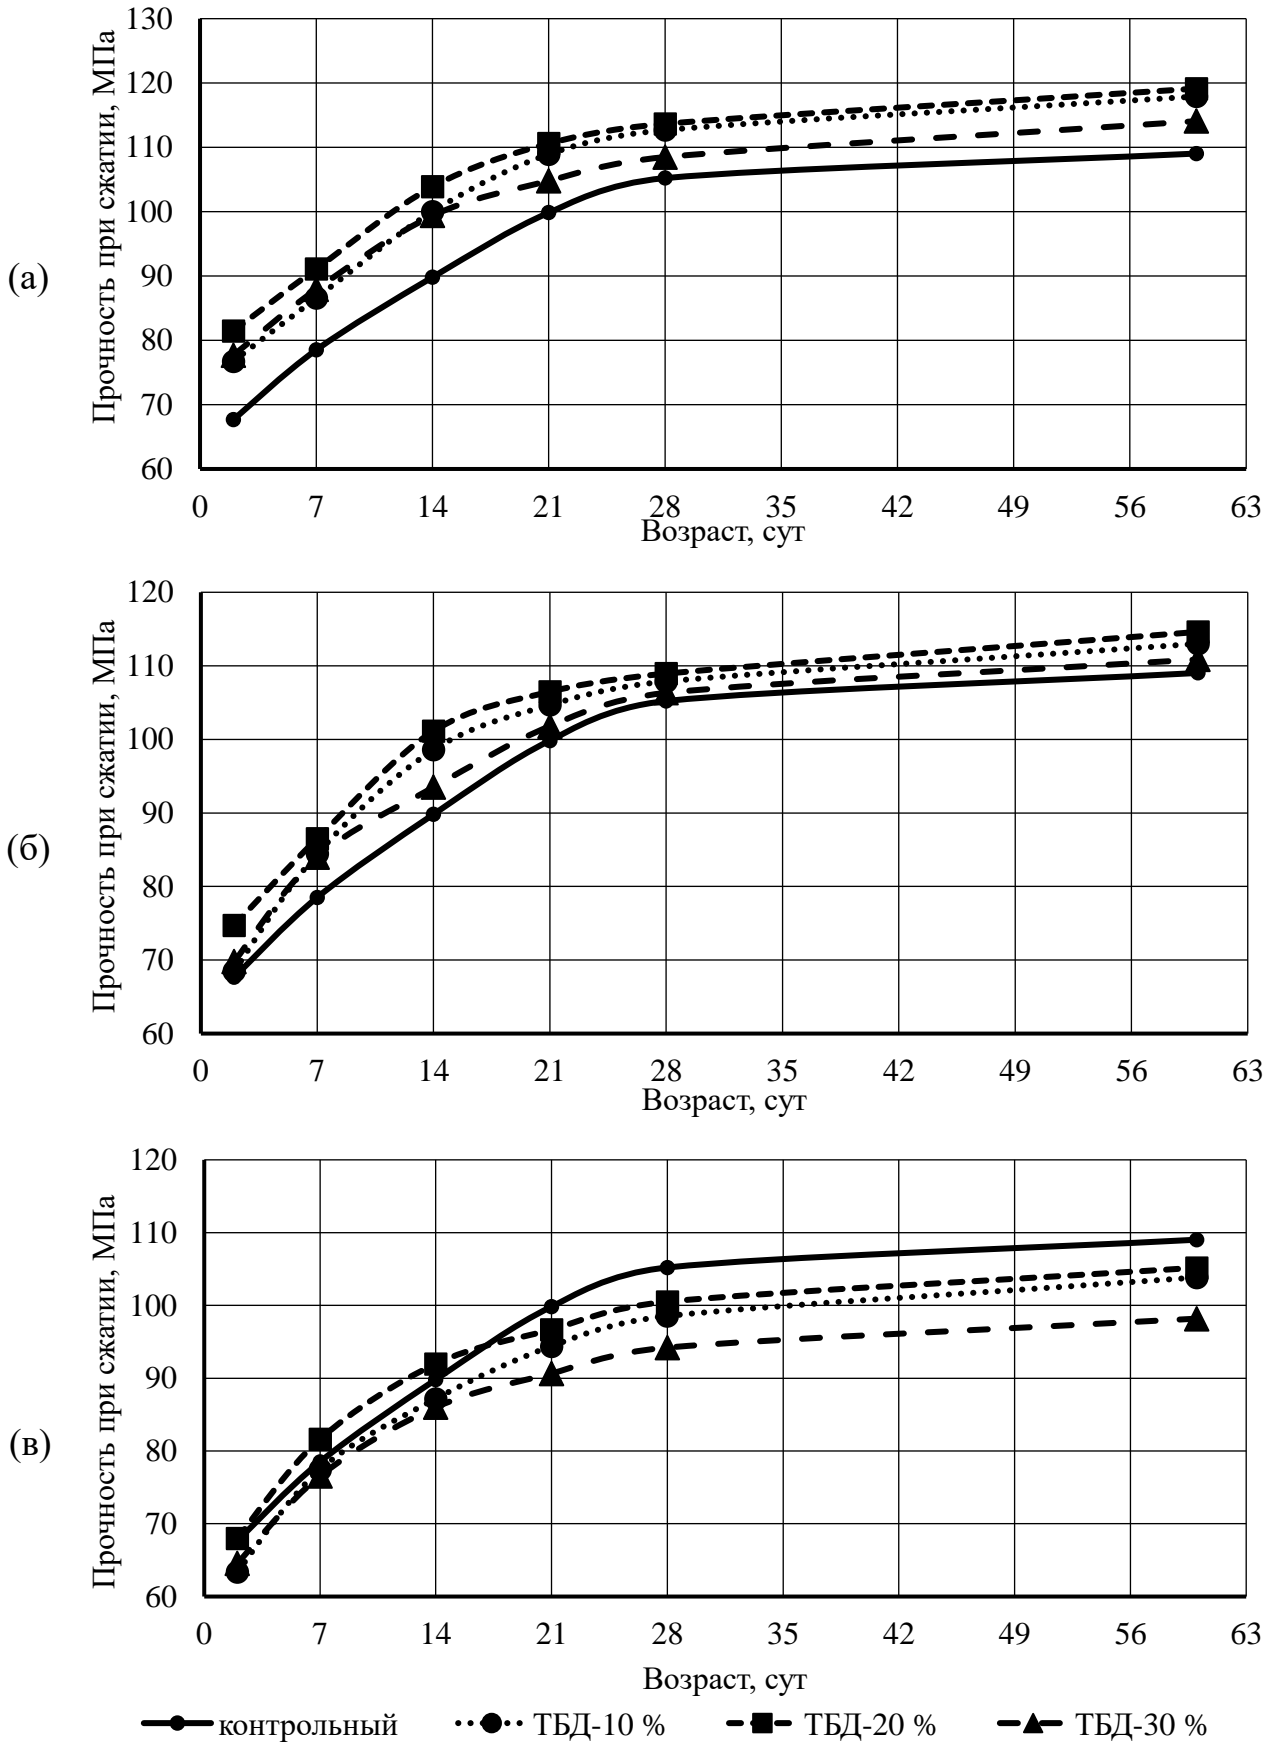 130
120
110
100
90
80
70
60
Прочность при сжатии, МПа
(а)
0 7 14 21 28 35 42 49 56 63
Возраст, сут
120
110
100
90
80
70
60
Прочность при сжатии, МПа
(б)
0 7 14 21 28 35 42 49 56 63
Возраст, сут
120
110
100
90
80
70
60
Прочность при сжатии, МПа
(в)
0 7 14 21 28 35 42 49 56 63
Возраст, сут
контрольный ТБД-10 % ТБД-20 % ТБД-30 %